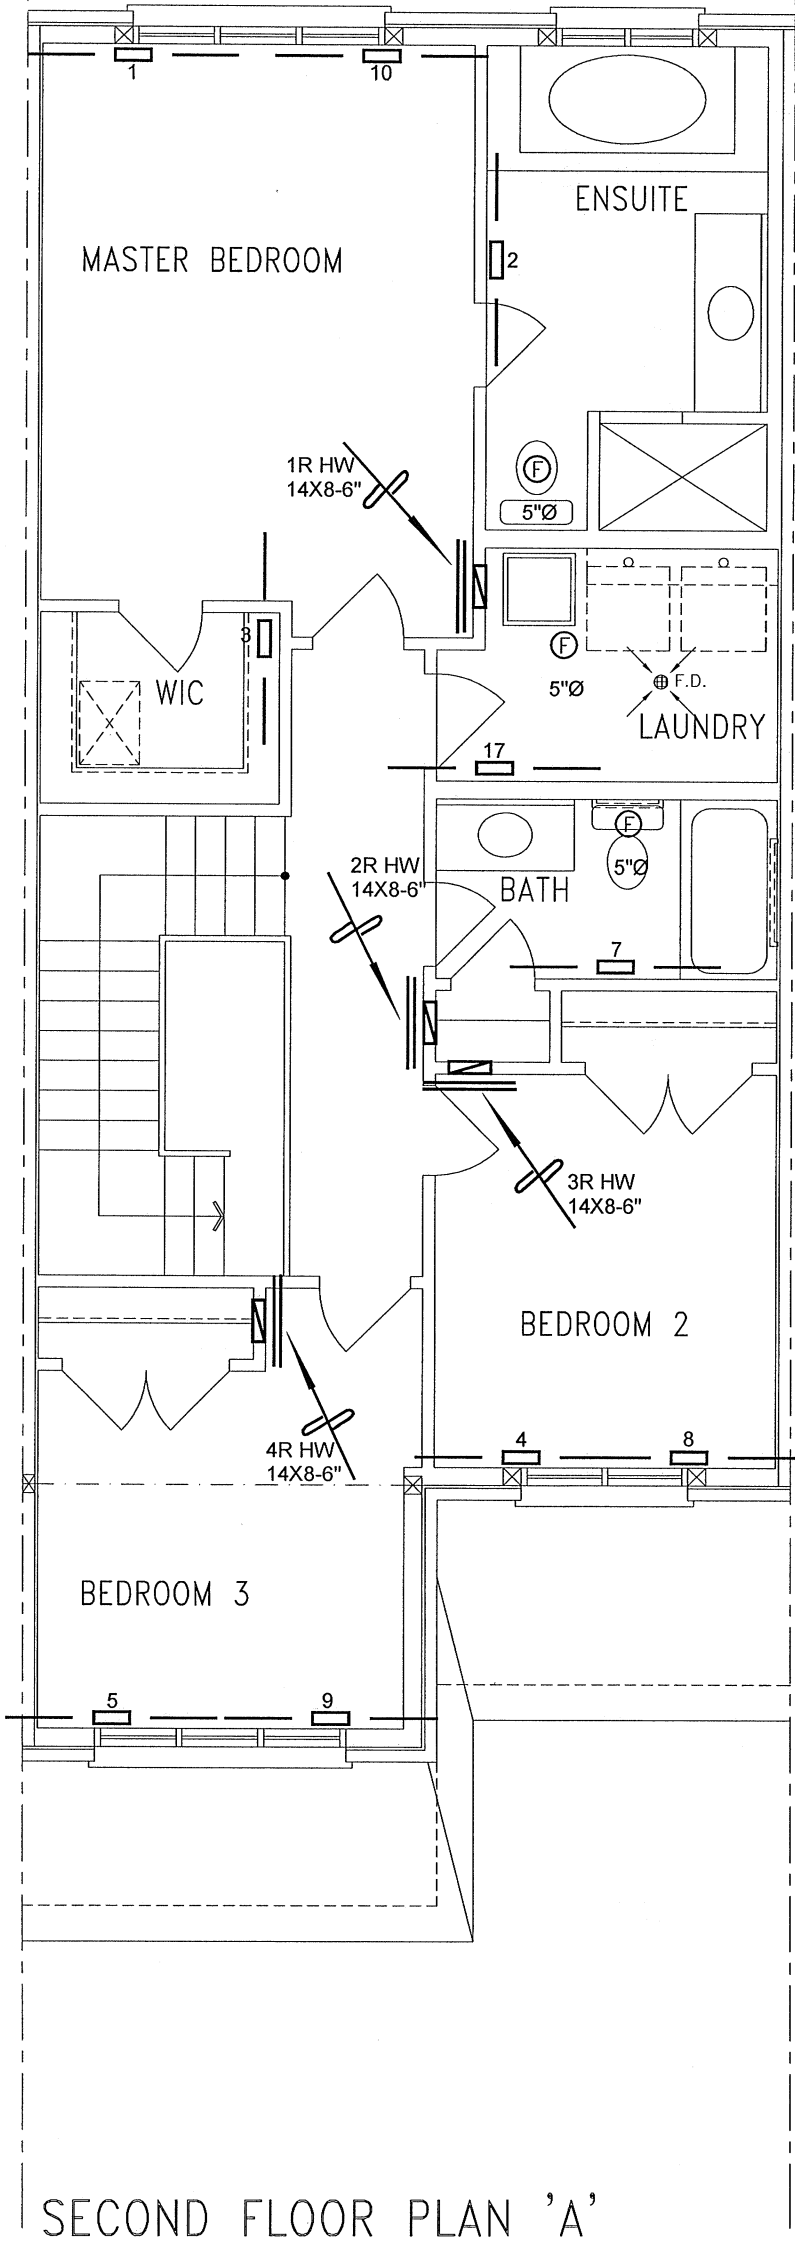 1
10
ENSUITE
2
MASTER BEDROOM
1R HW
14X8-6"
F
5"Ø
3
WIC
F
5"Ø
F.D.
LAUNDRY
17
2R HW
14X8-6"
F
5"Ø
BATH
7
3R HW
14X8-6"
BEDROOM 2
4
8
4R HW
14X8-6"
BEDROOM 3
5
9
SECOND FLOOR PLAN 'A'